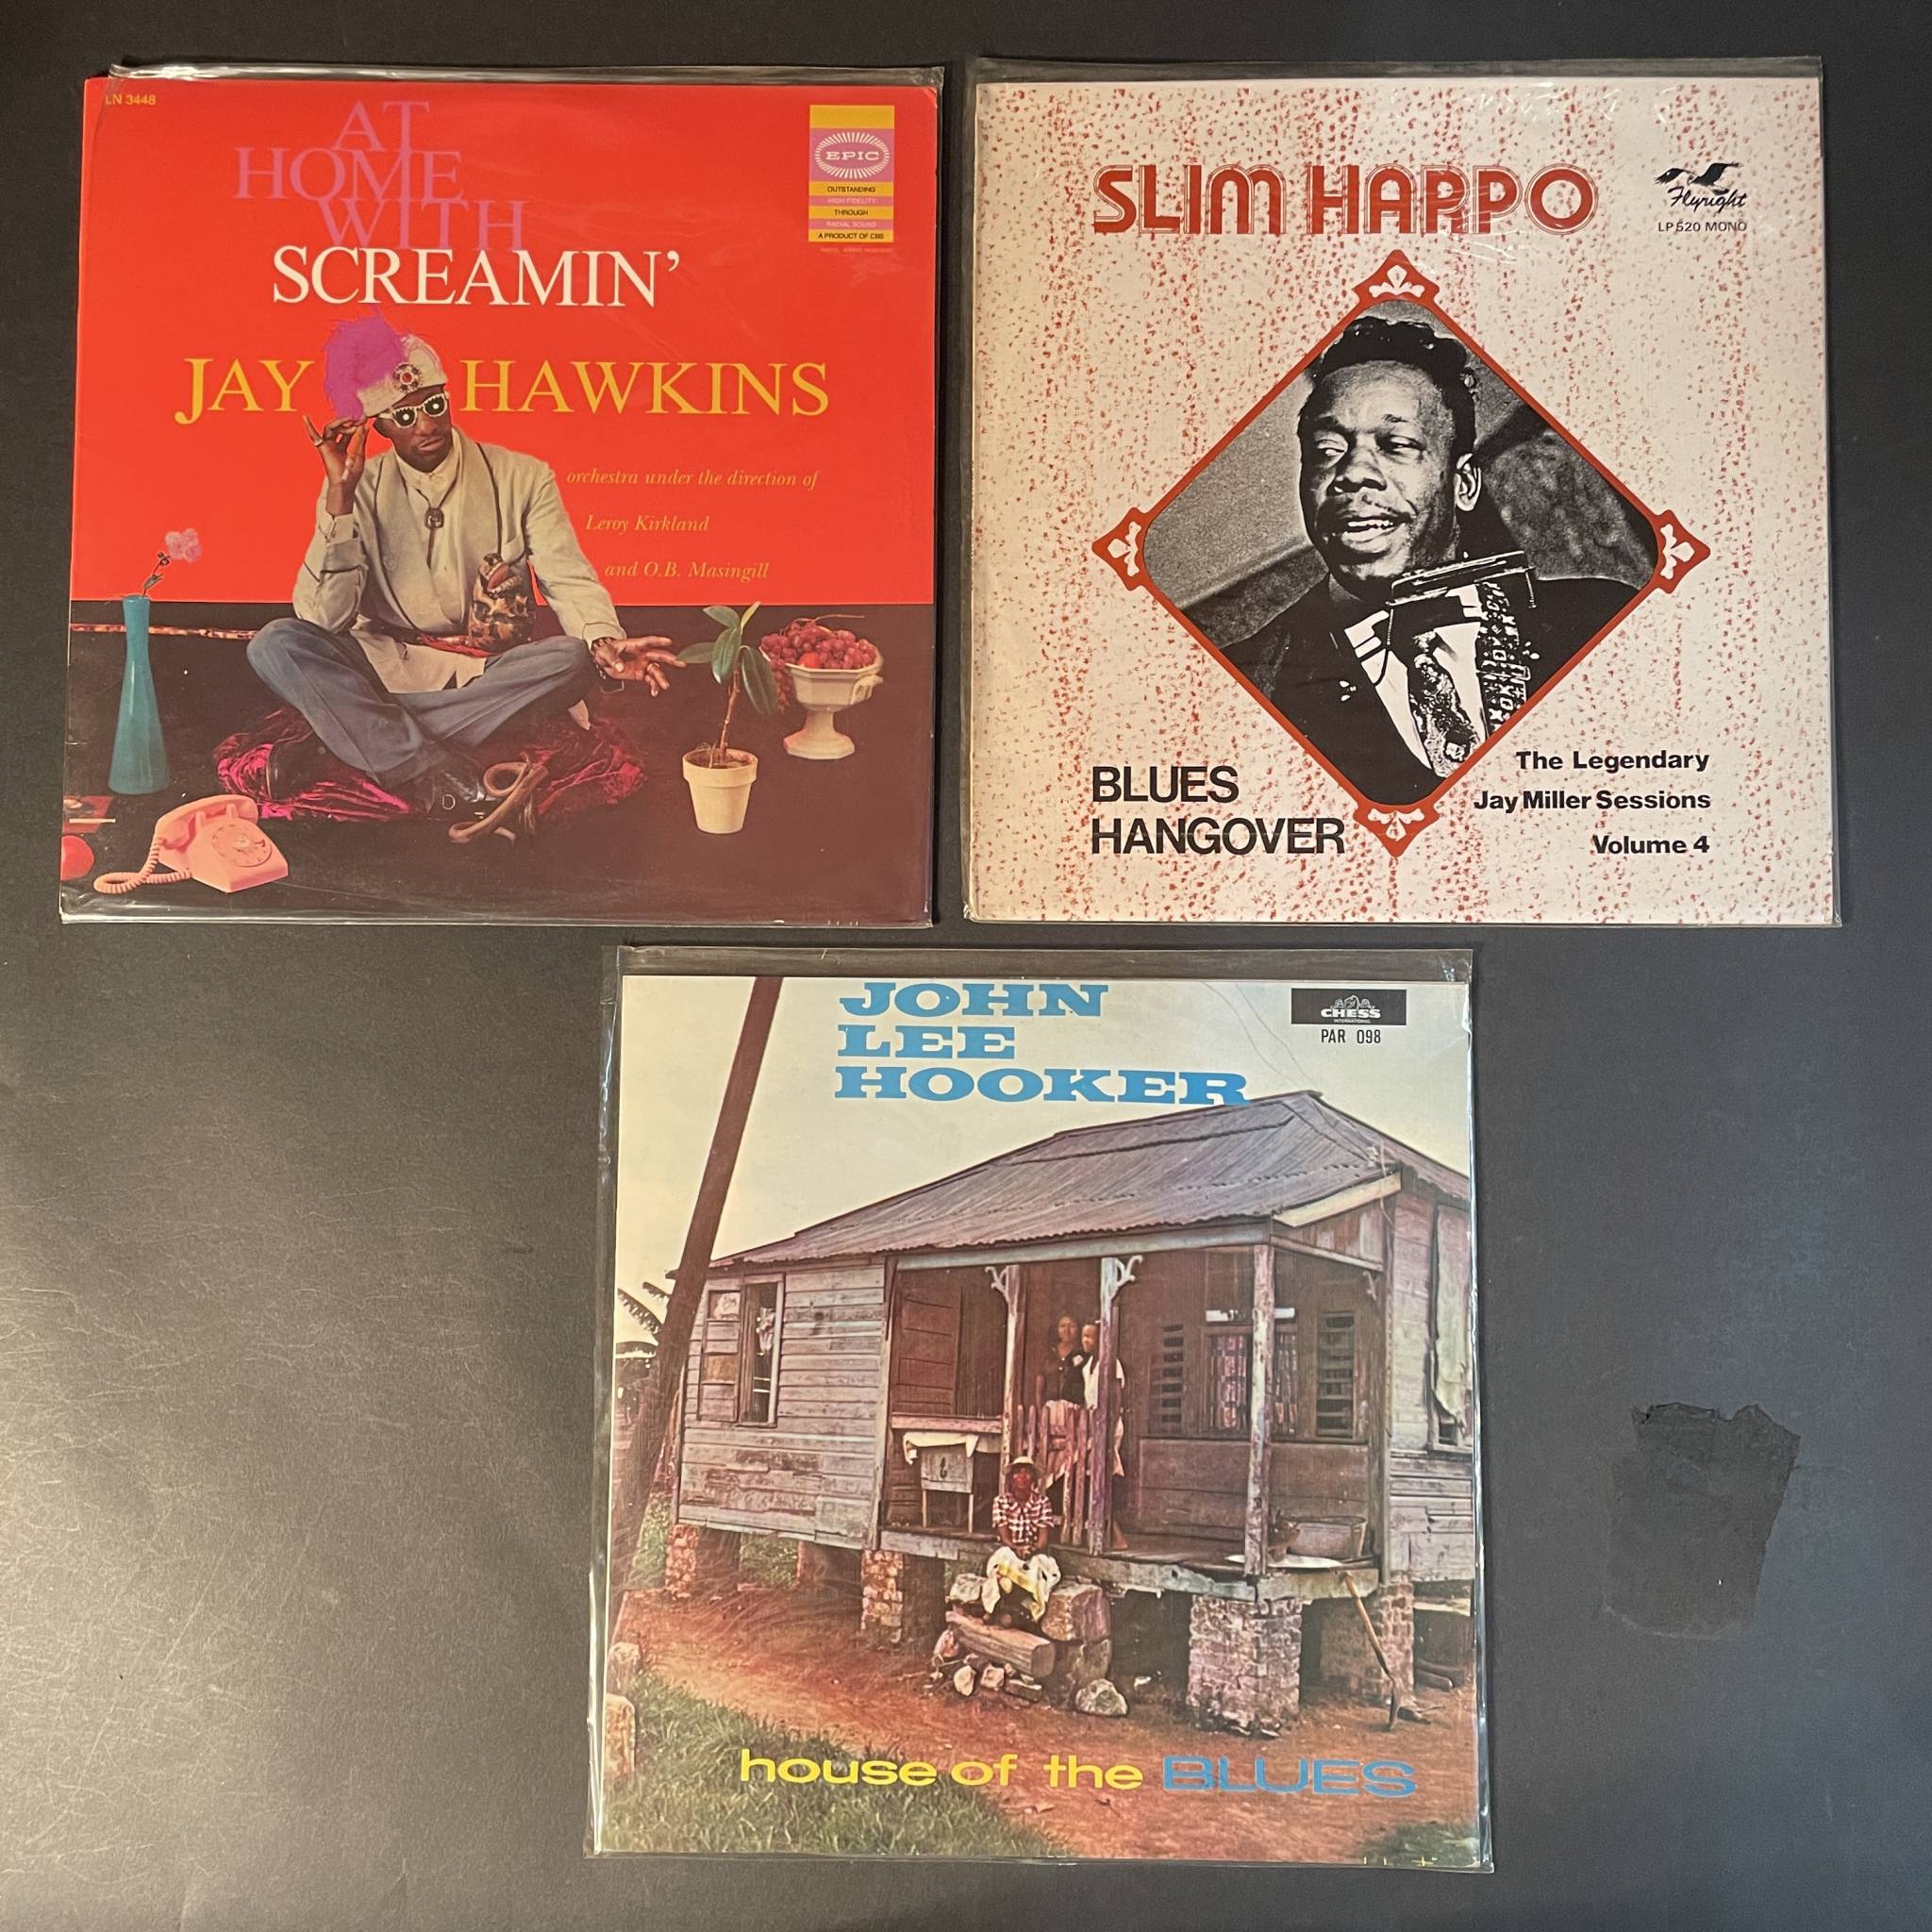 LN 3448
AT
HOME
WITH
SCREAMIN'
JAY HAWKINS
orchestra under the direction of
Leroy Kirkland
and O.B. Masingill
EPIC
OUTSTANDING
HIGH FIDELITY
THROUGH
RADIAL SOUND
A PRODUCT OF CBS
SLIM HARPO
Flyright
LP 520 MONO
BLUES
HANGOVER
The Legendary
Jay Miller Sessions
Volume 4
JOHN
LEE
HOOKER
CHESS
INTERNATIONAL
PAR 098
house of the BLUES